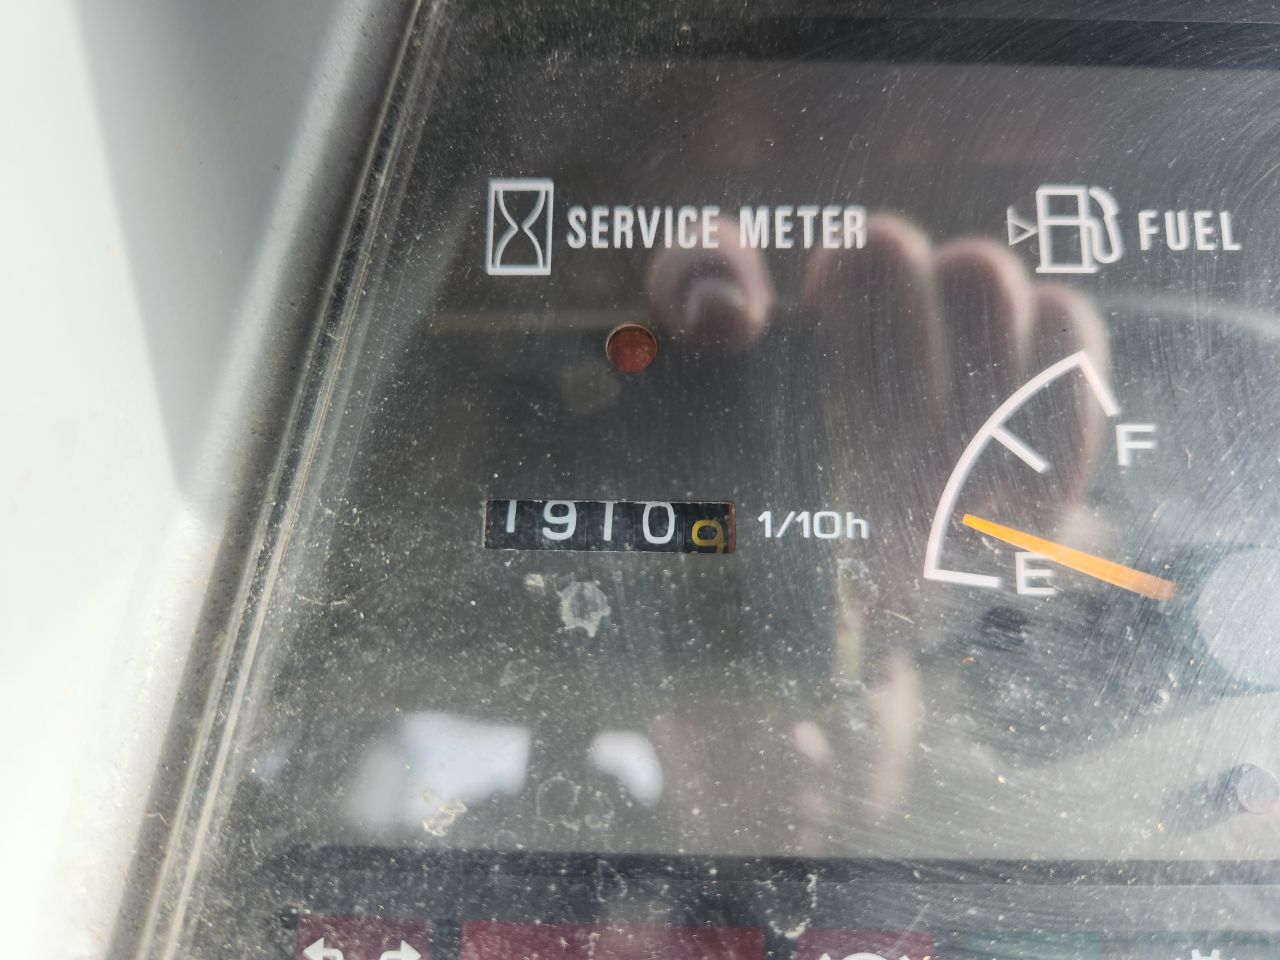 SERVICE METER
FUEL
F
19109 1/10h
E